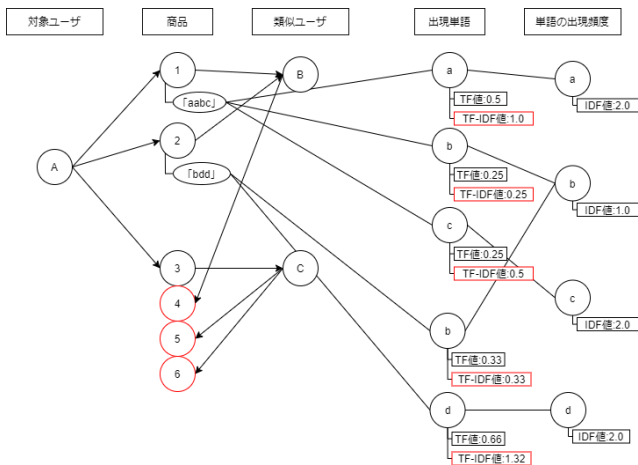 対象ユーザ
商品
類似ユーザ
出現単語
単語の出現頻度
1
B
a
a
「aabc」
TF値:0.5
IDF値:2.0
TF-IDF値:1.0
2
b
A
「bdd」
TF値:0.25
b
TF-IDF値:0.25
IDF値:1.0
c
TF値:0.25
3
C
TF-IDF値:0.5
c
4
IDF値:2.0
5
b
TF値:0.33
6
TF-IDF値:0.33
d
d
TF値:0.66
IDF値:2.0
TF-IDF値:1.32